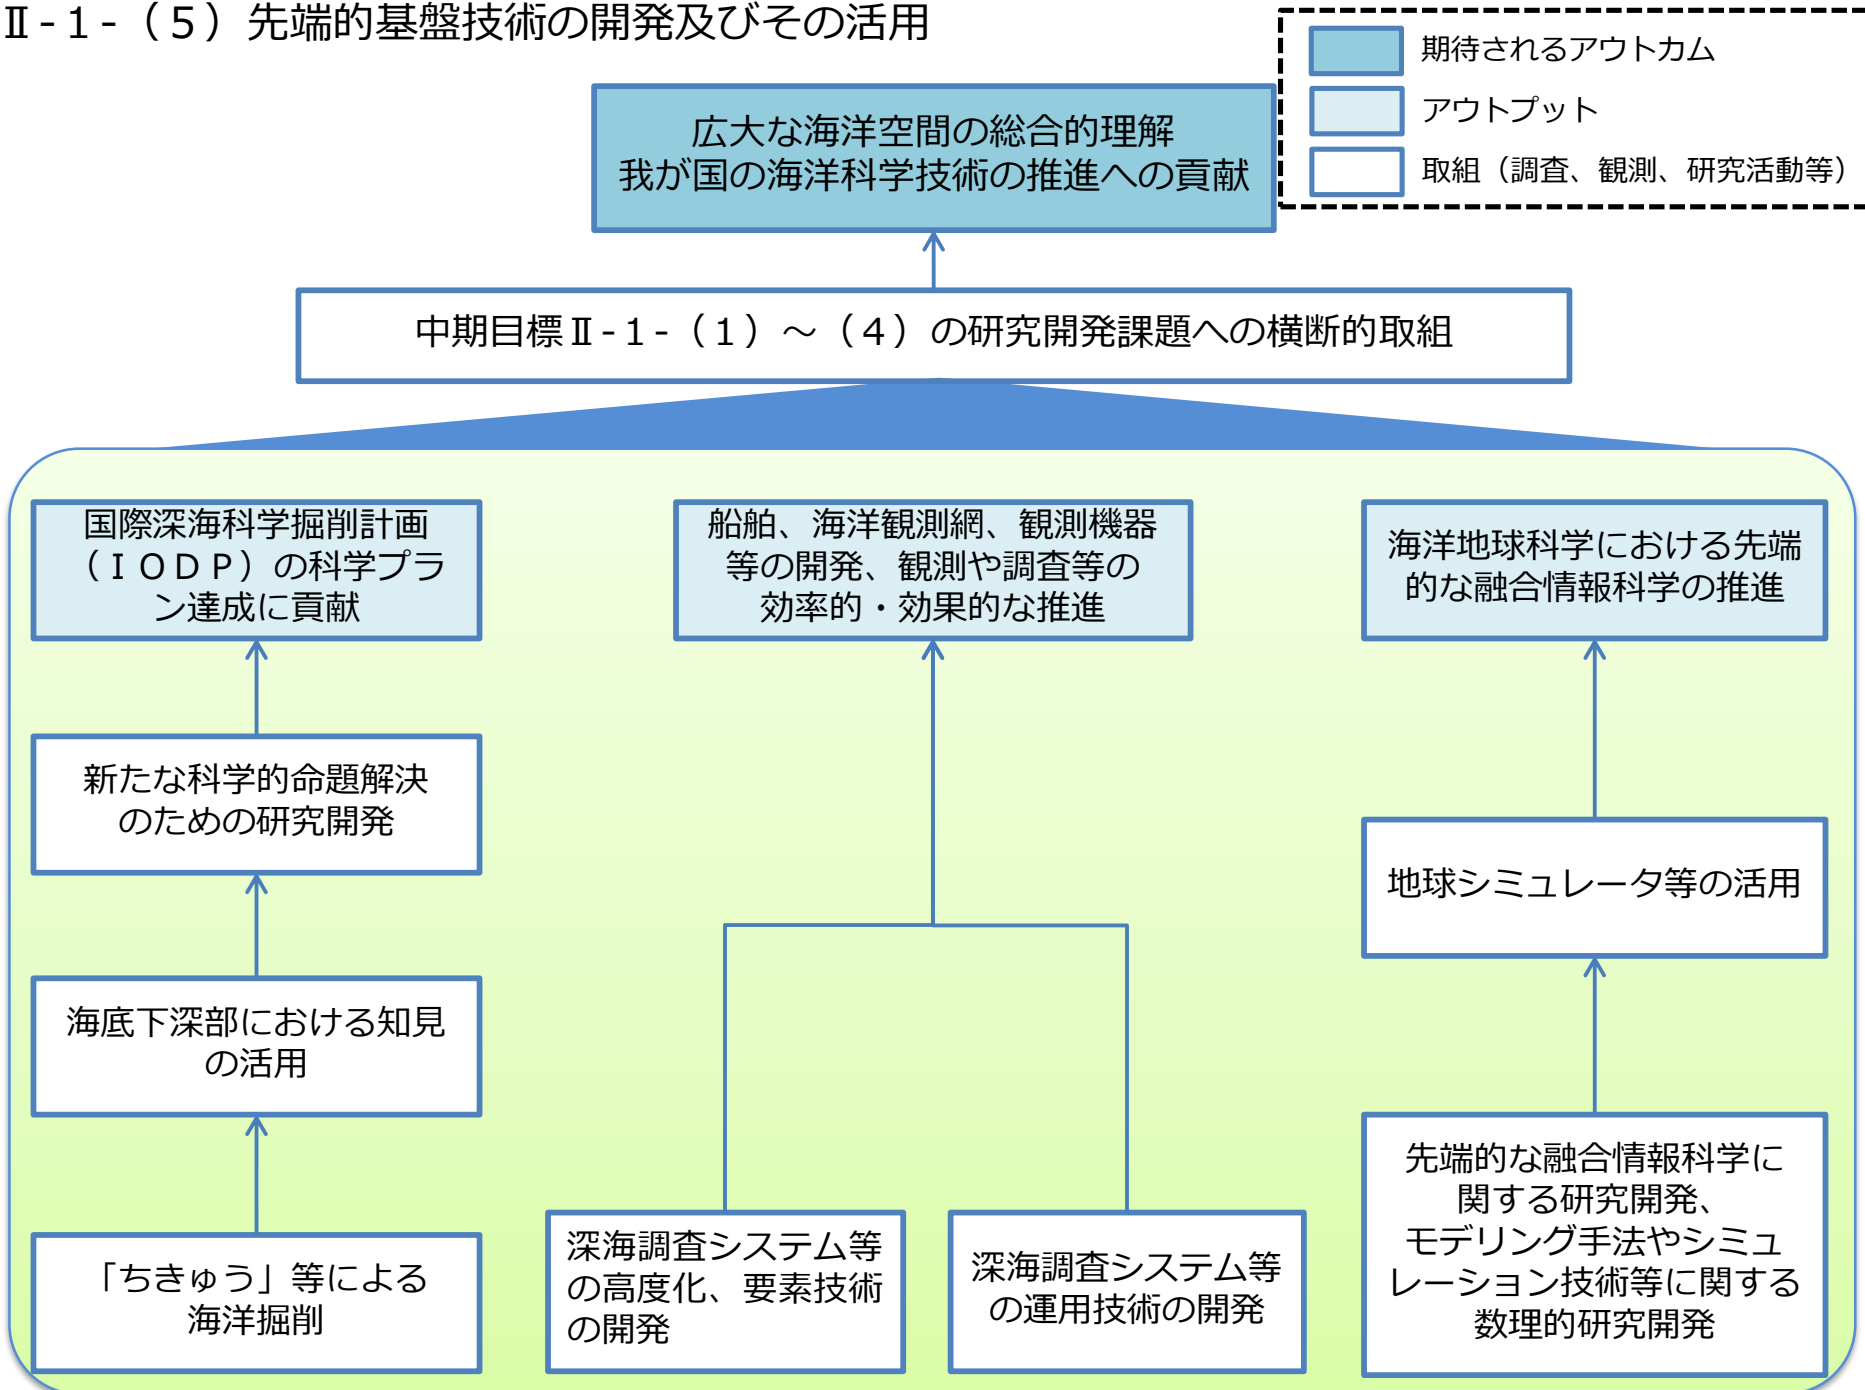 Ⅱ-１-（５）先端的基盤技術の開発及びその活用
期待されるアウトカム
アウトプット
取組（調査、観測、研究活動等）
広大な海洋空間の総合的理解
我が国の海洋科学技術の推進への貢献
中期目標Ⅱ-１-（１）～（４）の研究開発課題への横断的取組
国際深海科学掘削計画
（ＩＯＤＰ）の科学プラ
ン達成に貢献
新たな科学的命題解決
のための研究開発
海底下深部における知見
の活用
「ちきゅう」等による
海洋掘削
船舶、海洋観測網、観測機器
等の開発、観測や調査等の
効率的・効果的な推進
深海調査システム等
の高度化、要素技術
の開発
深海調査システム等
の運用技術の開発
海洋地球科学における先端
的な融合情報科学の推進
地球シミュレータ等の活用
先端的な融合情報科学に
関する研究開発、
モデリング手法やシミュ
レーション技術等に関する
数理的研究開発